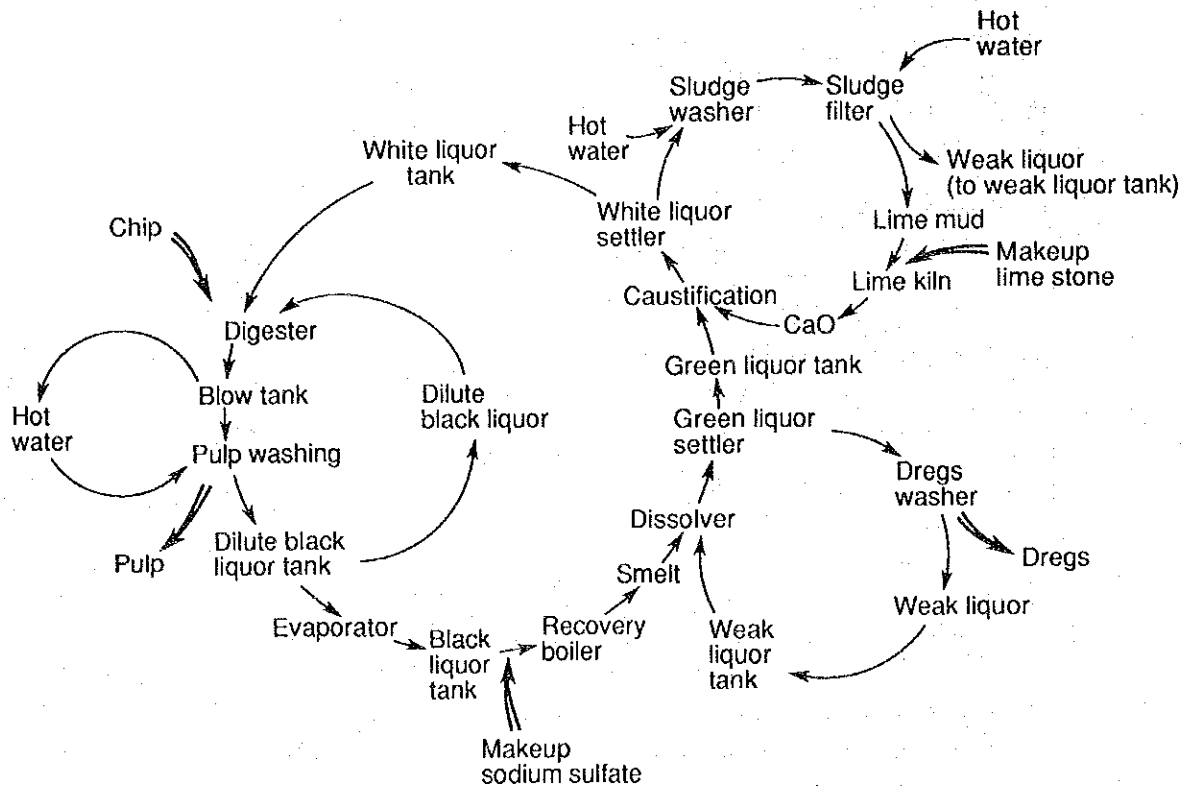 Hot
water
Sludge
washer
Sludge
filter
Hot
water
White liquor
tank
Weak liquor
(to weak liquor tank)
White liquor
settler
Lime mud
Chip
Makeup
lime stone
Lime kiln
Caustification
CaO
Digester
Green liquor tank
Blow tank
Dilute
black liquor
Hot
water
Green liquor
settler
Pulp washing
Dregs
washer
Dissolver
Pulp
Dilute black
liquor tank
Smelt
Dregs
Weak liquor
Evaporator
Black
liquor
tank
Recovery
boiler
Weak
liquor
tank
Makeup
sodium sulfate